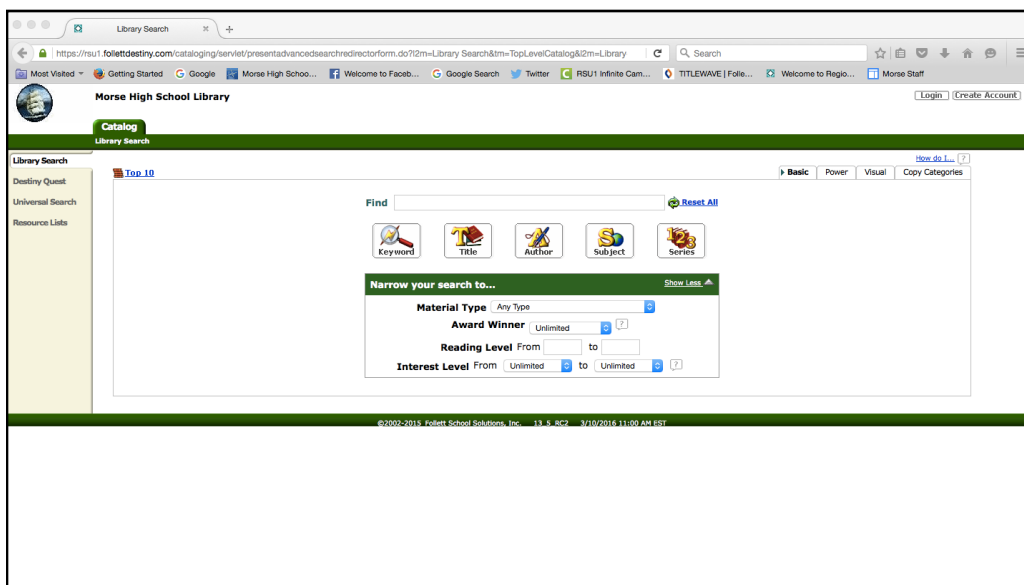 Library Search
https://rsu1.follettdestiny.com/cataloging/servlet/presentadvancedsearchredirectorform.do?l2m=Library Search&tm=TopLevelCatalog&l2m=Library
Search
Most Visited Getting Started Google Morse High Schoo... Welcome to Faceb... Google Search Twitter RSU1 Infinite Cam... TITLEWAVE | Folle... Welcome to Regio... Morse Staff
Morse High School Library Login Create Account
Catalog
Library Search
Library Search How do I... ?
Top 10 Basic Power Visual Copy Categories
Destiny Quest
Universal Search
Resource Lists
Find Reset All
Keyword Title Author Subject Series
Narrow your search to... Show Less
Material Type Any Type
Award Winner Unlimited ?
Reading Level From to
Interest Level From Unlimited to Unlimited ?
©2002-2015 Follett School Solutions, Inc. 13_5_RC2 3/10/2016 11:00 AM EST